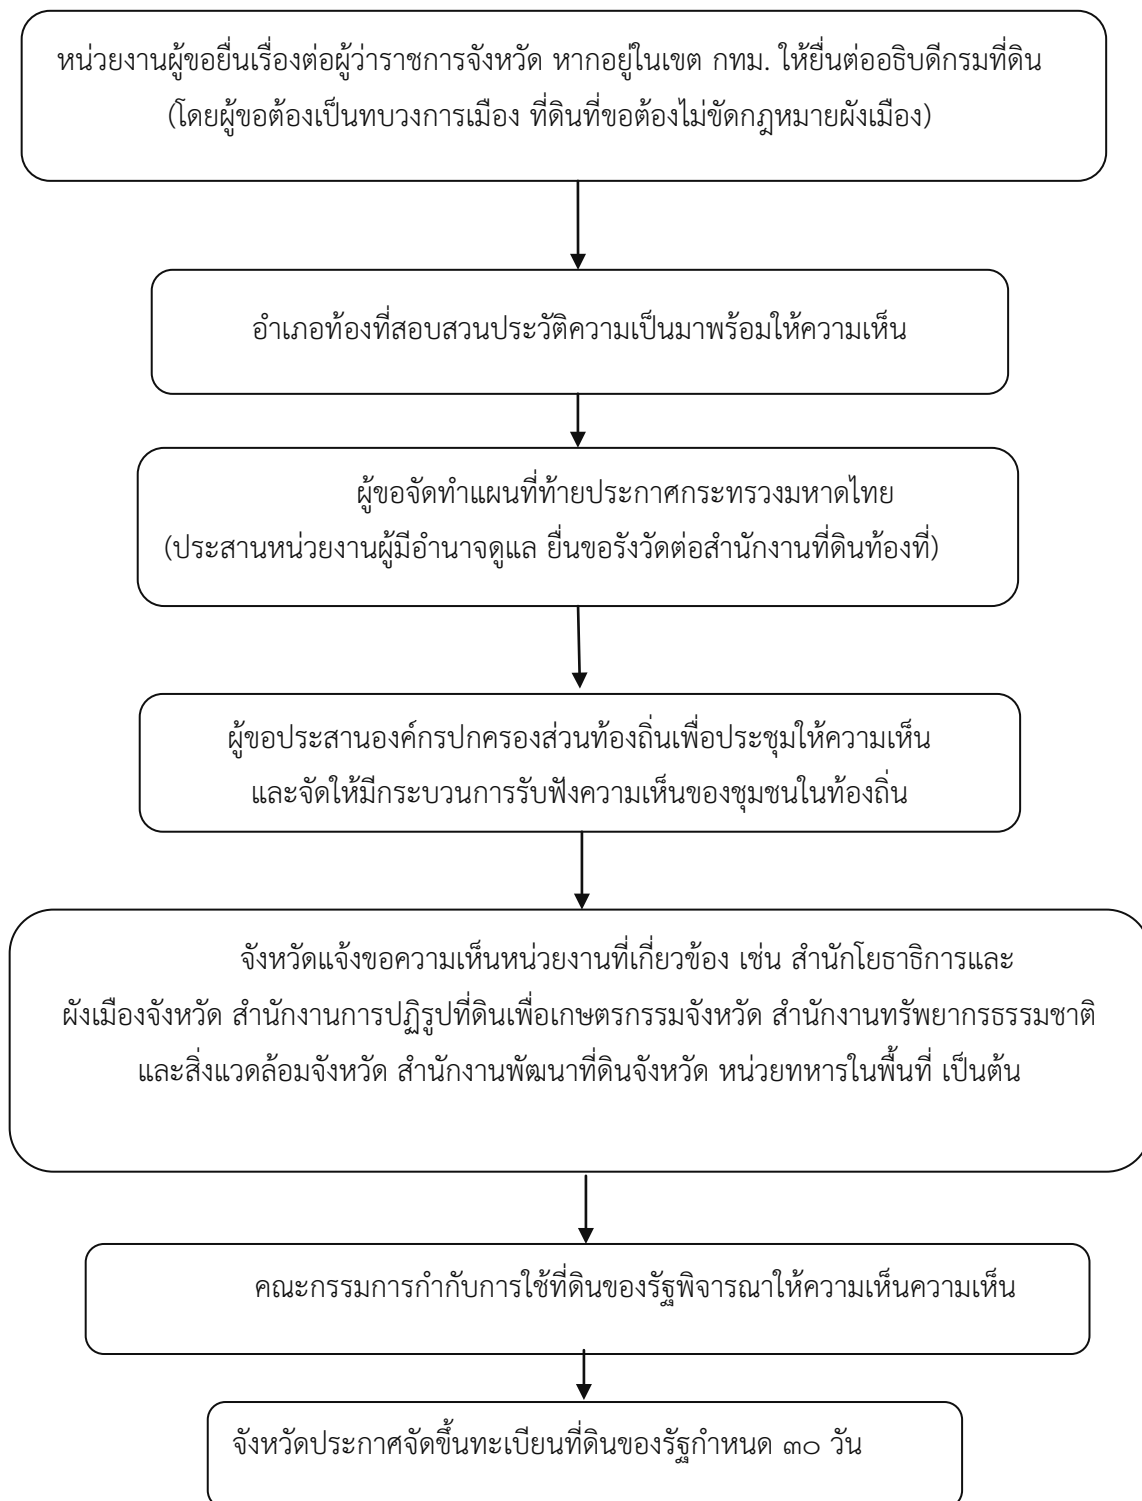 หน่วยงานผู้ขอยื่นเรื่องต่อผู้ว่าราชการจังหวัด หากอยู่ในเขต กทม. ให้ยื่นต่ออธิบดีกรมที่ดิน
(โดยผู้ขอต้องเป็นทบวงการเมือง ที่ดินที่ขอต้องไม่ขัดกฎหมายผังเมือง)
อำเภอท้องที่สอบสวนประวัติความเป็นมาพร้อมให้ความเห็น
ผู้ขอจัดทำแผนที่ท้ายประกาศกระทรวงมหาดไทย
(ประสานหน่วยงานผู้มีอำนาจดูแล ยื่นขอรังวัดต่อสำนักงานที่ดินท้องที่)
ผู้ขอประสานองค์กรปกครองส่วนท้องถิ่นเพื่อประชุมให้ความเห็น
และจัดให้มีกระบวนการรับฟังความเห็นของชุมชนในท้องถิ่น
จังหวัดแจ้งขอความเห็นหน่วยงานที่เกี่ยวข้อง เช่น สำนักโยธาธิการและ
ผังเมืองจังหวัด สำนักงานการปฏิรูปที่ดินเพื่อเกษตรกรรมจังหวัด สำนักงานทรัพยากรธรรมชาติ
และสิ่งแวดล้อมจังหวัด สำนักงานพัฒนาที่ดินจังหวัด หน่วยทหารในพื้นที่ เป็นต้น
คณะกรรมการกำกับการใช้ที่ดินของรัฐพิจารณาให้ความเห็นความเห็น
จังหวัดประกาศจัดขึ้นทะเบียนที่ดินของรัฐกำหนด ๓๐ วัน